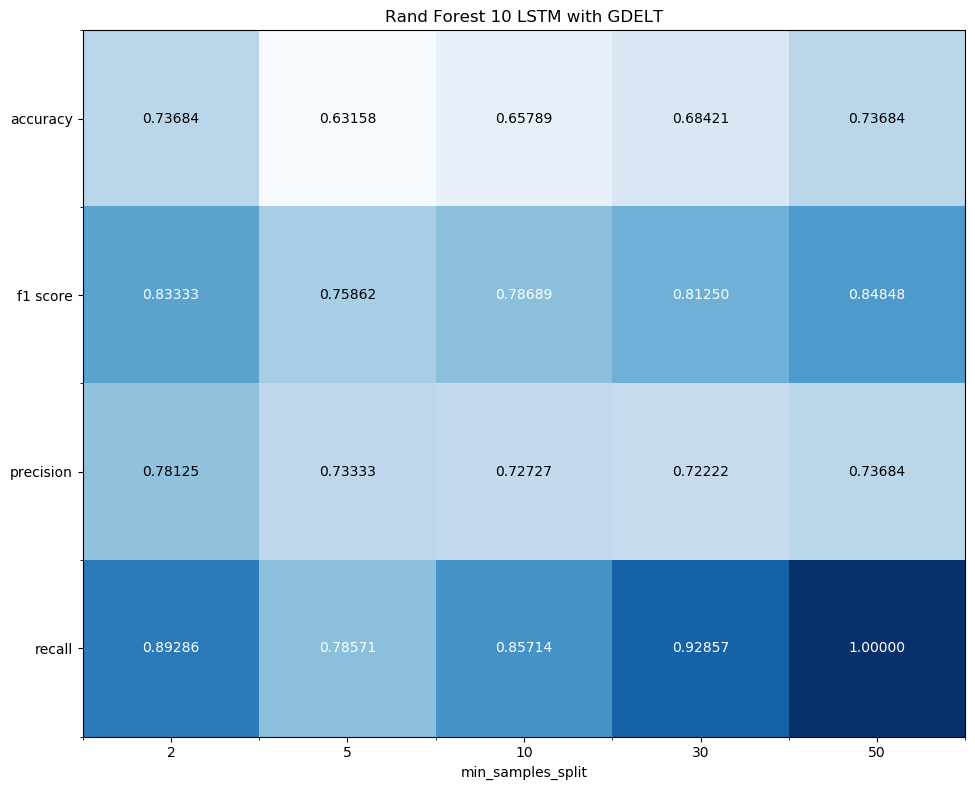 Rand Forest 10 LSTM with GDELT
accuracy 0.73684 0.63158 0.65789 0.68421 0.73684
f1 score 0.83333 0.75862 0.78689 0.81250 0.84848
precision 0.78125 0.73333 0.72727 0.72222 0.73684
recall 0.89286 0.78571 0.85714 0.92857 1.00000
2 5 10 30 50
min_samples_split